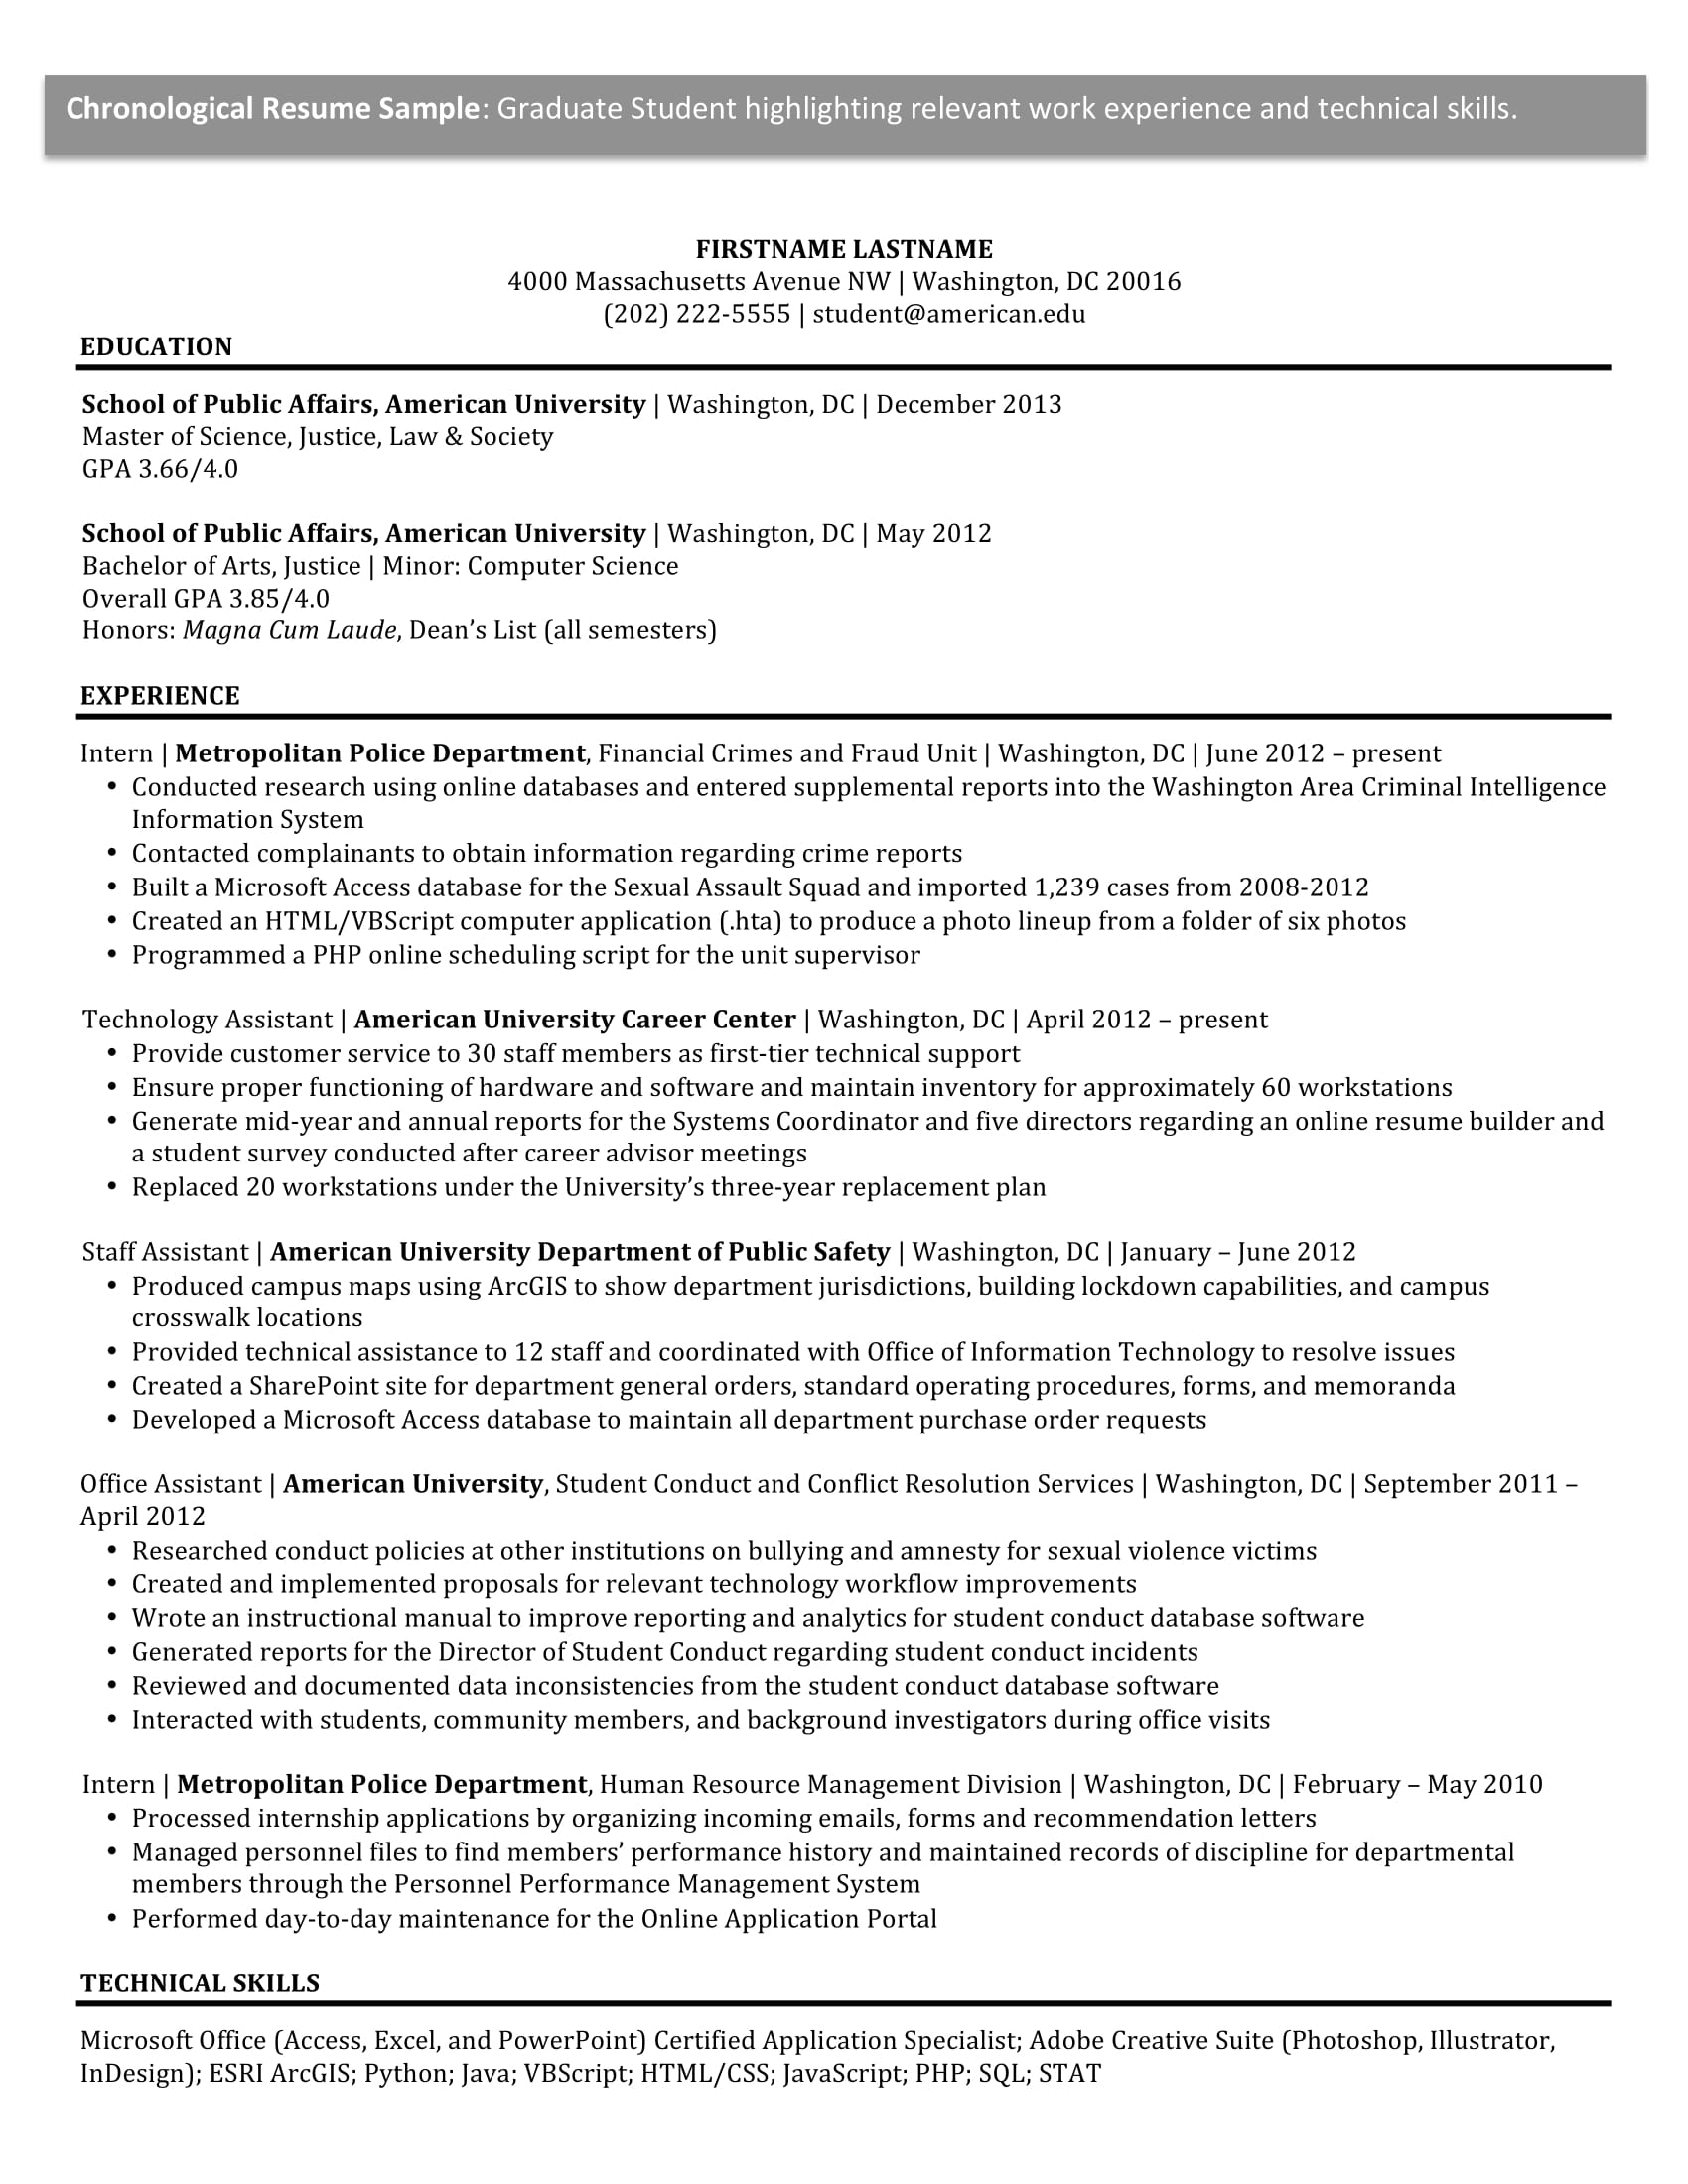 Chronological Resume Sample: Graduate Student highlighting relevant work experience and technical skills.
FIRSTNAME LASTNAME
4000 Massachusetts Avenue NW | Washington, DC 20016
(202) 222-5555 | student@american.edu
EDUCATION
School of Public Affairs, American University | Washington, DC | December 2013
Master of Science, Justice, Law & Society
GPA 3.66/4.0
School of Public Affairs, American University | Washington, DC | May 2012
Bachelor of Arts, Justice | Minor: Computer Science
Overall GPA 3.85/4.0
Honors: Magna Cum Laude, Dean’s List (all semesters)
EXPERIENCE
Intern | Metropolitan Police Department, Financial Crimes and Fraud Unit | Washington, DC | June 2012 – present
• Conducted research using online databases and entered supplemental reports into the Washington Area Criminal Intelligence
Information System
• Contacted complainants to obtain information regarding crime reports
• Built a Microsoft Access database for the Sexual Assault Squad and imported 1,239 cases from 2008-2012
• Created an HTML/VBScript computer application (.hta) to produce a photo lineup from a folder of six photos
• Programmed a PHP online scheduling script for the unit supervisor
Technology Assistant | American University Career Center | Washington, DC | April 2012 – present
• Provide customer service to 30 staff members as first-tier technical support
• Ensure proper functioning of hardware and software and maintain inventory for approximately 60 workstations
• Generate mid-year and annual reports for the Systems Coordinator and five directors regarding an online resume builder and
a student survey conducted after career advisor meetings
• Replaced 20 workstations under the University’s three-year replacement plan
Staff Assistant | American University Department of Public Safety | Washington, DC | January – June 2012
• Produced campus maps using ArcGIS to show department jurisdictions, building lockdown capabilities, and campus
crosswalk locations
• Provided technical assistance to 12 staff and coordinated with Office of Information Technology to resolve issues
• Created a SharePoint site for department general orders, standard operating procedures, forms, and memoranda
• Developed a Microsoft Access database to maintain all department purchase order requests
Office Assistant | American University, Student Conduct and Conflict Resolution Services | Washington, DC | September 2011 –
April 2012
• Researched conduct policies at other institutions on bullying and amnesty for sexual violence victims
• Created and implemented proposals for relevant technology workflow improvements
• Wrote an instructional manual to improve reporting and analytics for student conduct database software
• Generated reports for the Director of Student Conduct regarding student conduct incidents
• Reviewed and documented data inconsistencies from the student conduct database software
• Interacted with students, community members, and background investigators during office visits
Intern | Metropolitan Police Department, Human Resource Management Division | Washington, DC | February – May 2010
• Processed internship applications by organizing incoming emails, forms and recommendation letters
• Managed personnel files to find members’ performance history and maintained records of discipline for departmental
members through the Personnel Performance Management System
• Performed day-to-day maintenance for the Online Application Portal
TECHNICAL SKILLS
Microsoft Office (Access, Excel, and PowerPoint) Certified Application Specialist; Adobe Creative Suite (Photoshop, Illustrator,
InDesign); ESRI ArcGIS; Python; Java; VBScript; HTML/CSS; JavaScript; PHP; SQL; STAT